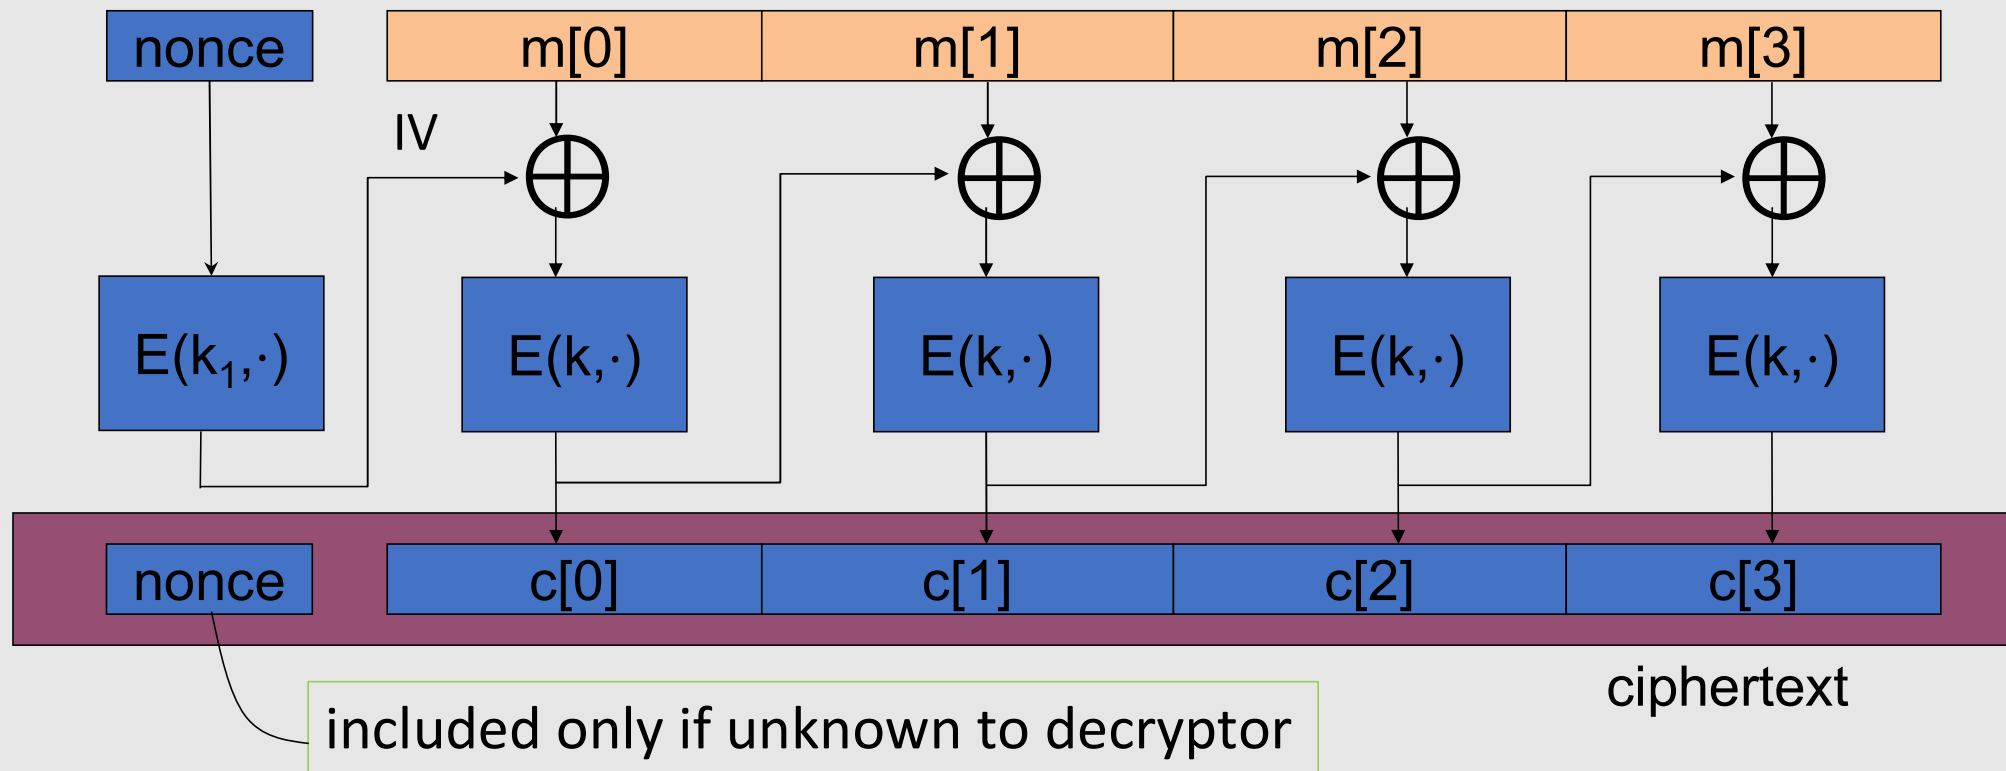 nonce m[0] m[1] m[2] m[3]
IV
E(k₁,·) E(k,·) E(k,·) E(k,·) E(k,·)
nonce c[0] c[1] c[2] c[3]
ciphertext
included only if unknown to decryptor